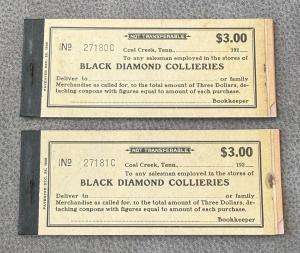 NOT TRANSFERABLE
$3.00
No 27180C
Coal Creek, Tenn. 192
To any salesman employed in the stores of
BLACK DIAMOND COLLIERIES
Deliver to or family
Merchandise as called for, to the total amount of Three Dollars, de-
taching coupons with figures equal to amount of each purchase.
Bookkeeper
NOT TRANSFERABLE
$3.00
No 27181C
Coal Creek, Tenn. 192
To any salesman employed in the stores of
BLACK DIAMOND COLLIERIES
Deliver to or family
Merchandise as called for, to the total amount of Three Dollars, de-
taching coupons with figures equal to amount of each purchase.
Bookkeeper